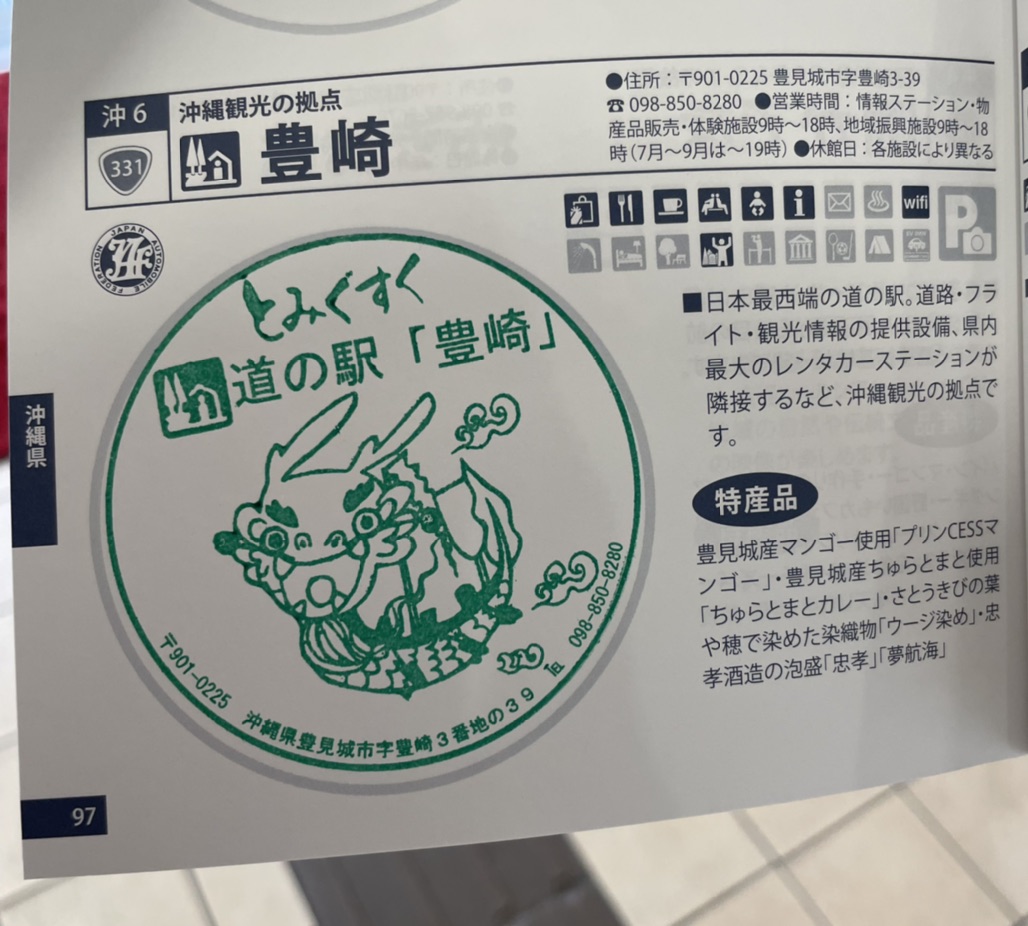 沖6
331
沖縄観光の拠点
豊崎
●住所：〒901-0225 豊見城市字豊崎3-39
☎098-850-8280 ●営業時間：情報ステーション・物
産品販売・体験施設9時〜18時、地域振興施設9時〜18
時(7月〜9月は〜19時) ●休館日：各施設により異なる
wifi
P
JAPAN AUTOMOBILE FEDERATION
JAF
とみぐすく
道の駅「豊崎」
〒901-0225 沖縄県豊見城市字豊崎3番地の39 ☎ 098-850-8280
■日本最西端の道の駅。道路・フラ
イト・観光情報の提供設備、県内
最大のレンタカーステーションが
隣接するなど、沖縄観光の拠点で
す。
特産品
豊見城産マンゴー使用「プリンCESSマ
ンゴー」・豊見城産ちゅらとまと使用
「ちゅらとまとカレー」・さとうきびの葉
や穂で染めた染織物「ウージ染め」・忠
孝酒造の泡盛「忠孝」「夢航海」
沖縄県
97